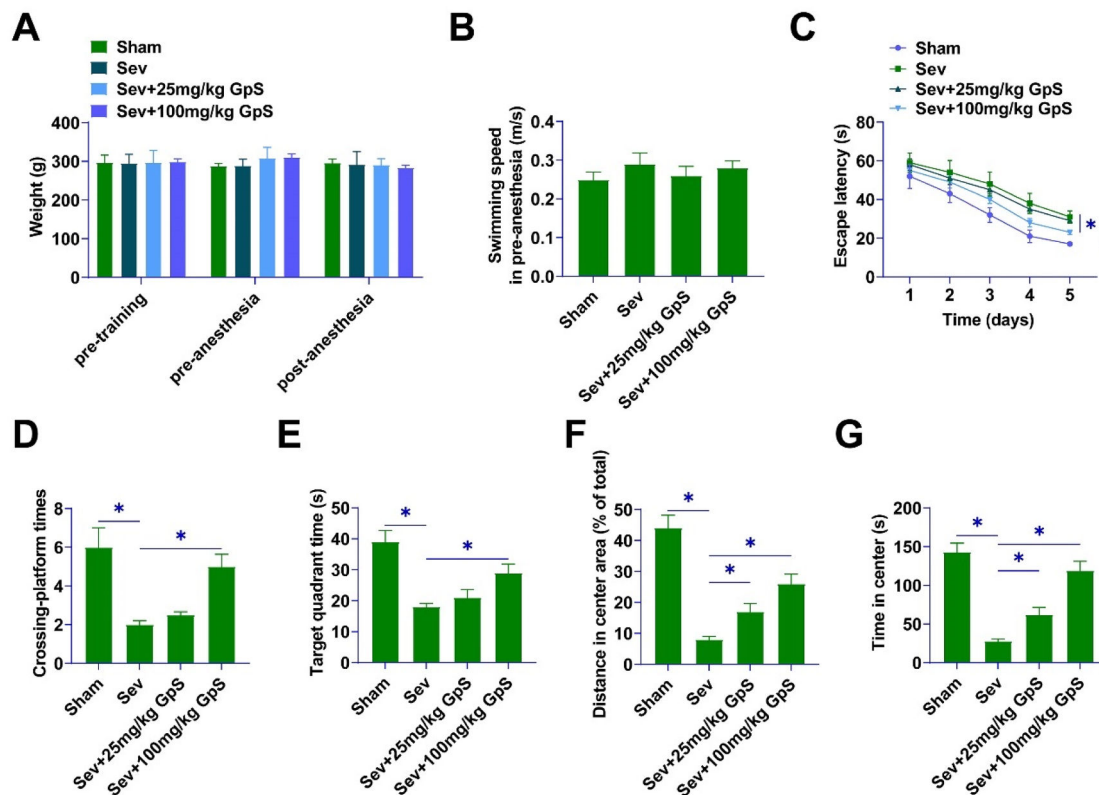 A
Sham
Sev
Sev+25mg/kg GpS
Sev+100mg/kg GpS
Weight (g)
400
300
200
100
0
pre-training
pre-anesthesia
post-anesthesia
B
Swimming speed
in pre-anesthesia (m/s)
0.4
0.3
0.2
0.1
0.0
Sham
Sev
Sev+25mg/kg GpS
Sev+100mg/kg GpS
C
Sham
Sev
Sev+25mg/kg GpS
Sev+100mg/kg GpS
Escape latency (s)
80
60
40
20
0
1 2 3 4 5
Time (days)
*
D
Crossing-platform times
8
6
4
2
0
*
*
Sham
Sev
Sev+25mg/kg GpS
Sev+100mg/kg GpS
E
Target quadrant time (s)
50
40
30
20
10
0
*
*
Sham
Sev
Sev+25mg/kg GpS
Sev+100mg/kg GpS
F
Distance in center area (% of total)
50
40
30
20
10
0
*
*
*
Sham
Sev
Sev+25mg/kg GpS
Sev+100mg/kg GpS
G
Time in center (s)
200
150
100
50
0
*
*
*
Sham
Sev
Sev+25mg/kg GpS
Sev+100mg/kg GpS